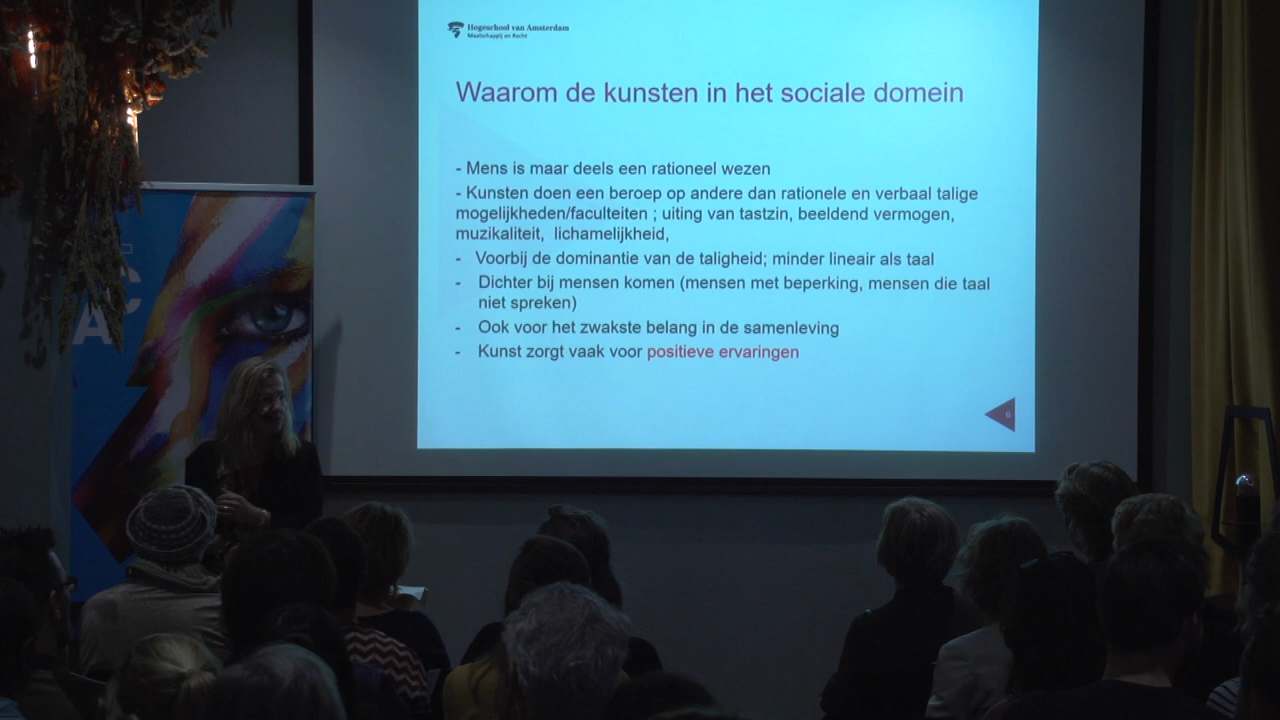 Hogeschool van Amsterdam
Maatschappij en Recht
Waarom de kunsten in het sociale domein
- Mens is maar deels een rationeel wezen
- Kunsten doen een beroep op andere dan rationele en verbaal talige
mogelijkheden/faculteiten ; uiting van tastzin, beeldend vermogen,
muzikaliteit, lichamelijkheid,
- Voorbij de dominantie van de taligheid; minder lineair als taal
- Dichter bij mensen komen (mensen met beperking, mensen die taal
niet spreken)
- Ook voor het zwakste belang in de samenleving
- Kunst zorgt vaak voor positieve ervaringen
6
C
A